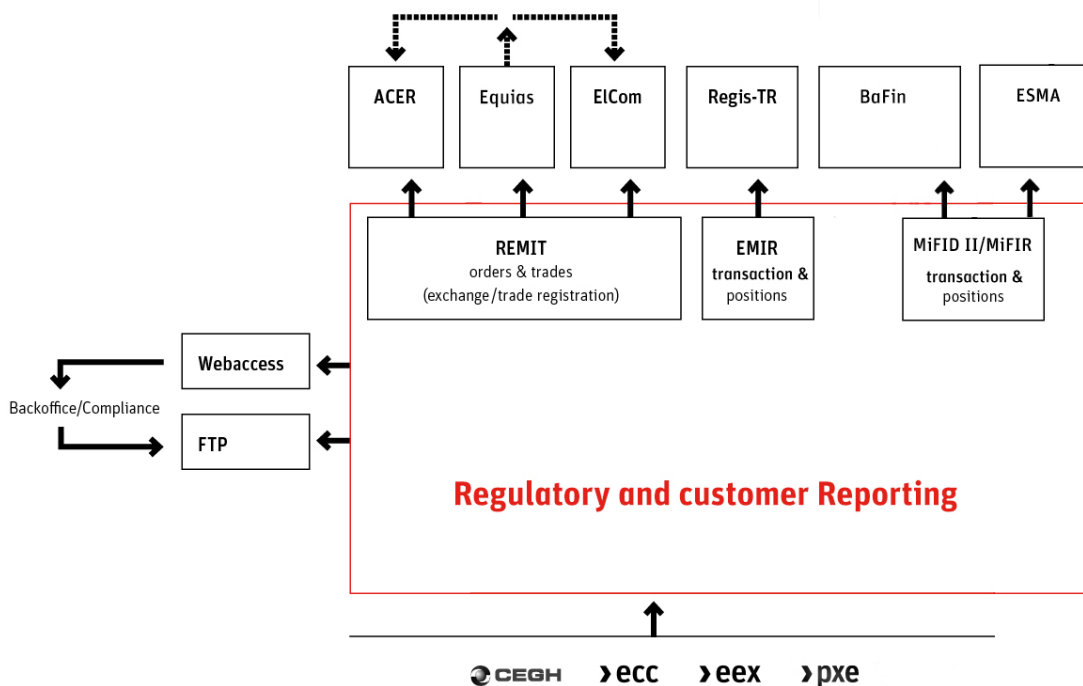 ACER
Equias
ElCom
Regis-TR
BaFin
ESMA
REMIT
orders & trades
(exchange/trade registration)
EMIR
transaction &
positions
MiFID II/MiFIR
transaction &
positions
Webaccess
Backoffice/Compliance
FTP
Regulatory and customer Reporting
CEGH
ecc
eex
pxe